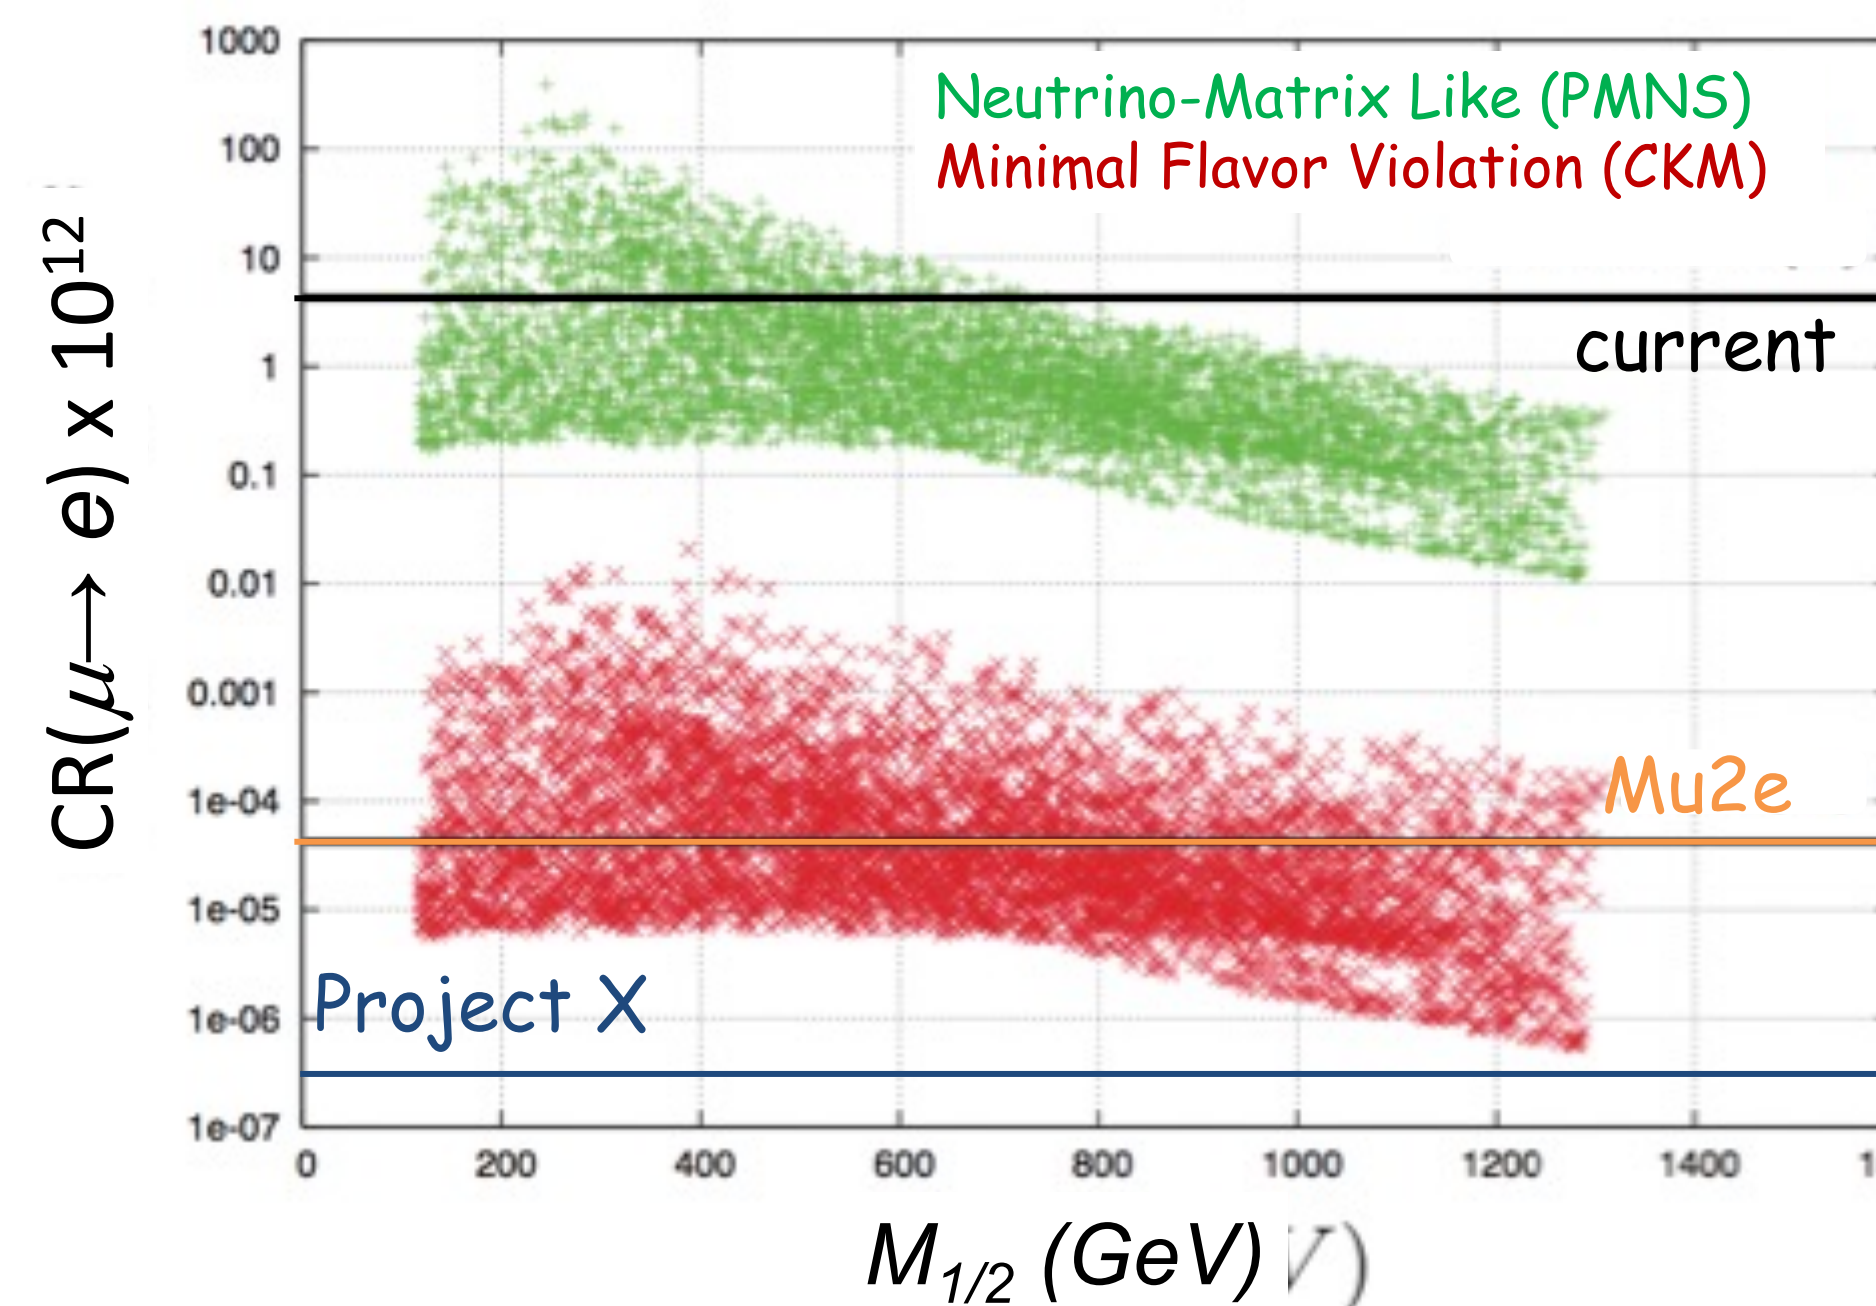 1000
100
10
1
0.1
0.01
0.001
1e-04
1e-05
1e-06
1e-07
CR(μ→ e) x 10¹²
Neutrino-Matrix Like (PMNS)
Minimal Flavor Violation (CKM)
current
Mu2e
Project X
0 200 400 600 800 1000 1200 1400 1
M₁/₂ (GeV) V)